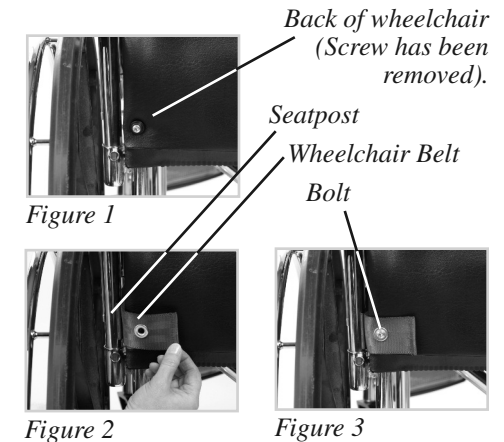 Back of wheelchair
(Screw has been
removed).
Seatpost
Wheelchair Belt
Bolt
Figure 1
Figure 2
Figure 3